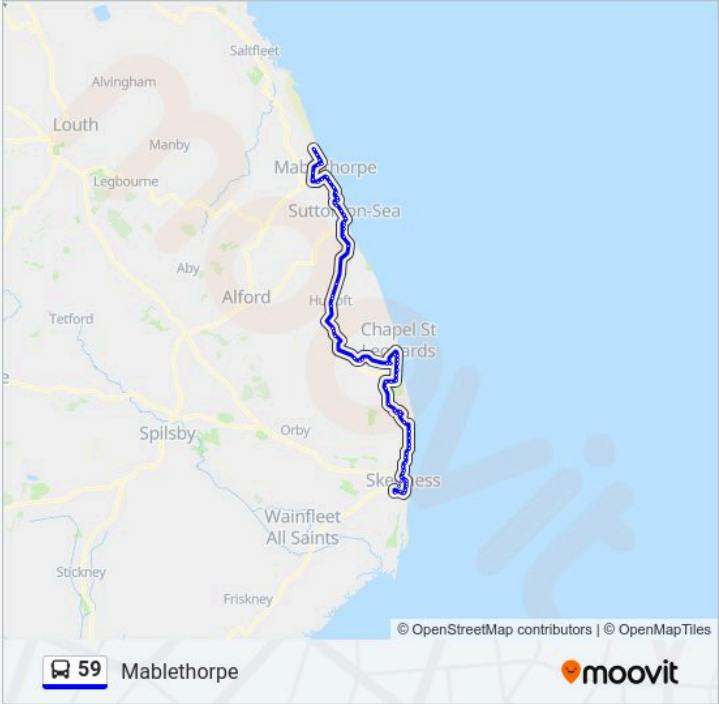 Saltfleet
Alvingham
Louth
Manby
Mablethorpe
Legbourne
Sutton-on-Sea
Aby
Alford
Huttoft
Tetford
Chapel St
Leonards
Spilsby
Orby
Skegness
Wainfleet
All Saints
Stickney
Friskney
moovit
© OpenStreetMap contributors | © OpenMapTiles
59 Mablethorpe
moovit